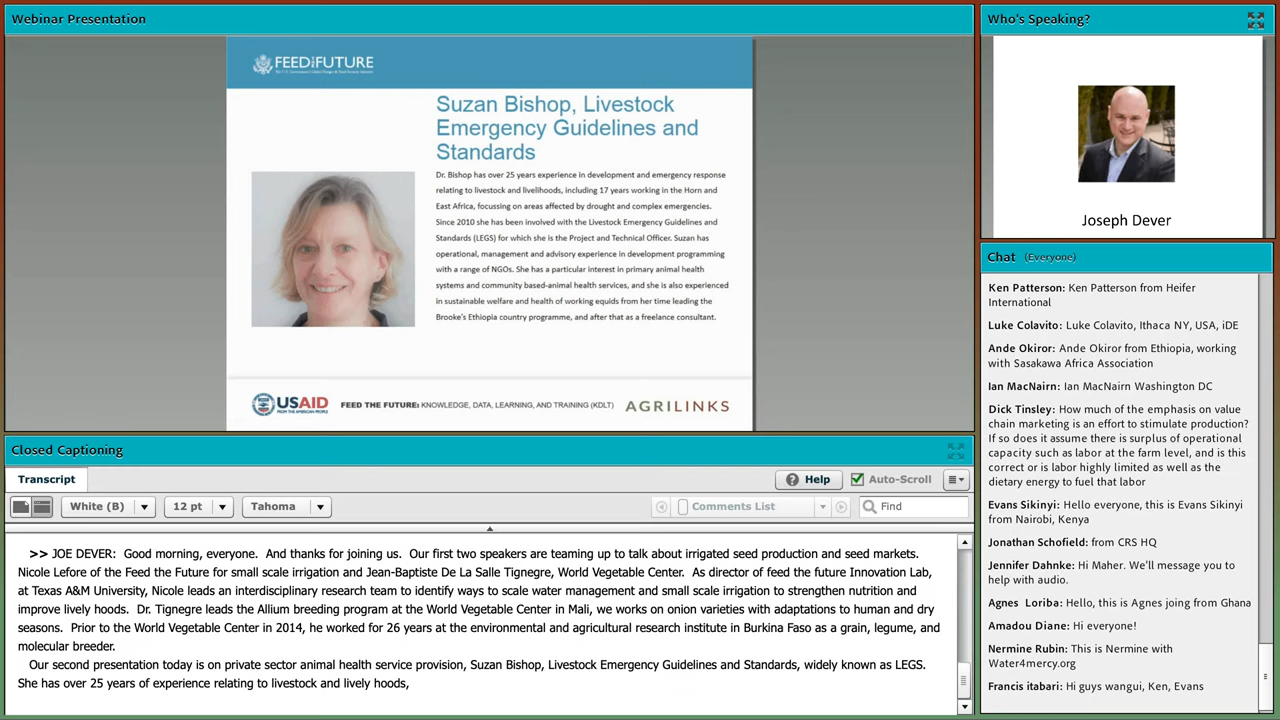 Webinar Presentation
FEED THE FUTURE
The U.S. Government's Global Hunger & Food Security Initiative
Suzan Bishop, Livestock
Emergency Guidelines and
Standards
Dr. Bishop has over 25 years experience in development and emergency response
relating to livestock and livelihoods, including 17 years working in the Horn and
East Africa, focussing on areas affected by drought and complex emergencies.
Since 2010 she has been involved with the Livestock Emergency Guidelines and
Standards (LEGS) for which she is the Project and Technical Officer. Suzan has
operational, management and advisory experience in development programming
with a range of NGOs. She has a particular interest in primary animal health
systems and community based-animal health services, and she is also experienced
in sustainable welfare and health of working equids from her time leading the
Brooke's Ethiopia country programme, and after that as a freelance consultant.
USAID
FROM THE AMERICAN PEOPLE
FEED THE FUTURE: KNOWLEDGE, DATA, LEARNING, AND TRAINING (KDLT)
AGRILINKS
Who's Speaking?
Joseph Dever
Chat (Everyone)
Ken Patterson: Ken Patterson from Heifer
International
Luke Colavito: Luke Colavito, Ithaca NY, USA, iDE
Ande Okiror: Ande Okiror from Ethiopia, working
with Sasakawa Africa Association
Ian MacNairn: Ian MacNairn Washington DC
Dick Tinsley: How much of the emphasis on value
chain marketing is an effort to stimulate production?
If so does it assume there is surplus of operational
capacity such as labor at the farm level, and is this
correct or is labor highly limited as well as the
dietary energy to fuel that labor
Evans Sikinyi: Hello everyone, this is Evans Sikinyi
from Nairobi, Kenya
Jonathan Schofield: from CRS HQ
Jennifer Dahnke: Hi Maher. We'll message you to
help with audio.
Agnes Loriba: Hello, this is Agnes joing from Ghana
Amadou Diane: Hi everyone!
Nermine Rubin: This is Nermine with
Water4mercy.org
Francis itabari: Hi guys wangui, Ken, Evans
Closed Captioning
Transcript
Help
Auto-Scroll
White (B)
12 pt
Tahoma
Comments List
Find
>> JOE DEVER: Good morning, everyone. And thanks for joining us. Our first two speakers are teaming up to talk about irrigated seed production and seed markets.
Nicole Lefore of the Feed the Future for small scale irrigation and Jean-Baptiste De La Salle Tignegre, World Vegetable Center. As director of feed the future Innovation Lab,
at Texas A&M University, Nicole leads an interdisciplinary research team to identify ways to scale water management and small scale irrigation to strengthen nutrition and
improve lively hoods. Dr. Tignegre leads the Allium breeding program at the World Vegetable Center in Mali, we works on onion varieties with adaptations to human and dry
seasons. Prior to the World Vegetable Center in 2014, he worked for 26 years at the environmental and agricultural research institute in Burkina Faso as a grain, legume, and
molecular breeder.
Our second presentation today is on private sector animal health service provision, Suzan Bishop, Livestock Emergency Guidelines and Standards, widely known as LEGS.
She has over 25 years of experience relating to livestock and lively hoods,